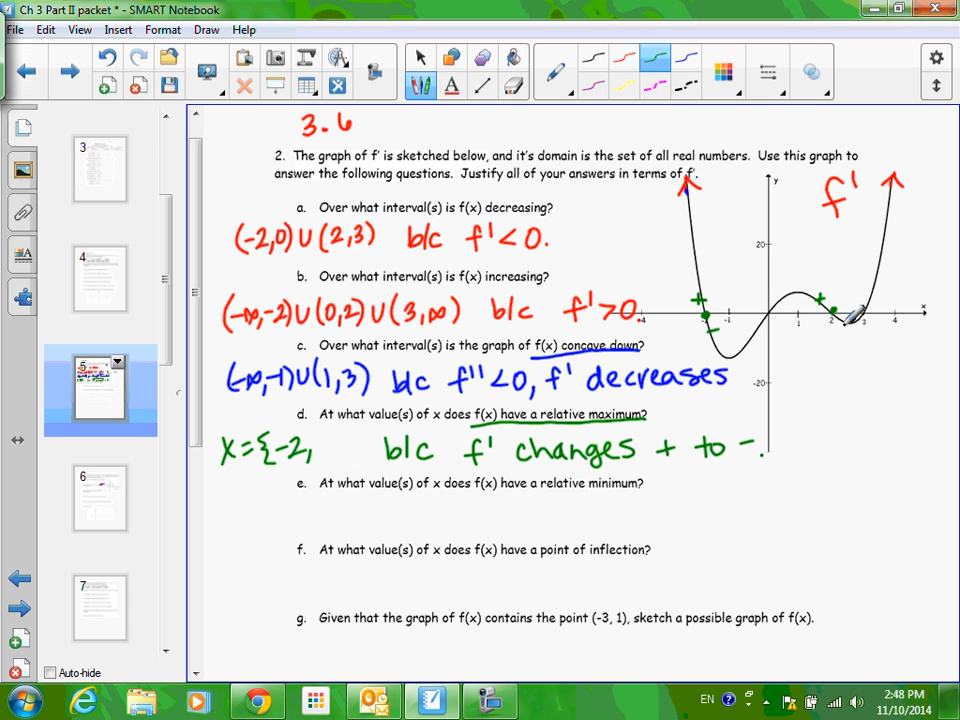 Ch 3 Part II packet * - SMART Notebook
File Edit View Insert Format Draw Help
3
4
5
6
7
Auto-hide
3.6
2. The graph of f' is sketched below, and it's domain is the set of all real numbers. Use this graph to
answer the following questions. Justify all of your answers in terms of f'.
f'
y
20
x
-4 -2 -1 1 2 3 4
-20
a. Over what interval(s) is f(x) decreasing?
(-2,0)∪(2,3) b/c f'<0.
b. Over what interval(s) is f(x) increasing?
(-∞,-2)∪(0,2)∪(3,∞) b/c f'>0.
c. Over what interval(s) is the graph of f(x) concave down?
(-∞,-1)∪(1,3) b/c f''<0, f' decreases
d. At what value(s) of x does f(x) have a relative maximum?
x={-2, b/c f' changes + to -.
e. At what value(s) of x does f(x) have a relative minimum?
f. At what value(s) of x does f(x) have a point of inflection?
g. Given that the graph of f(x) contains the point (-3, 1), sketch a possible graph of f(x).
EN
2:48 PM
11/10/2014